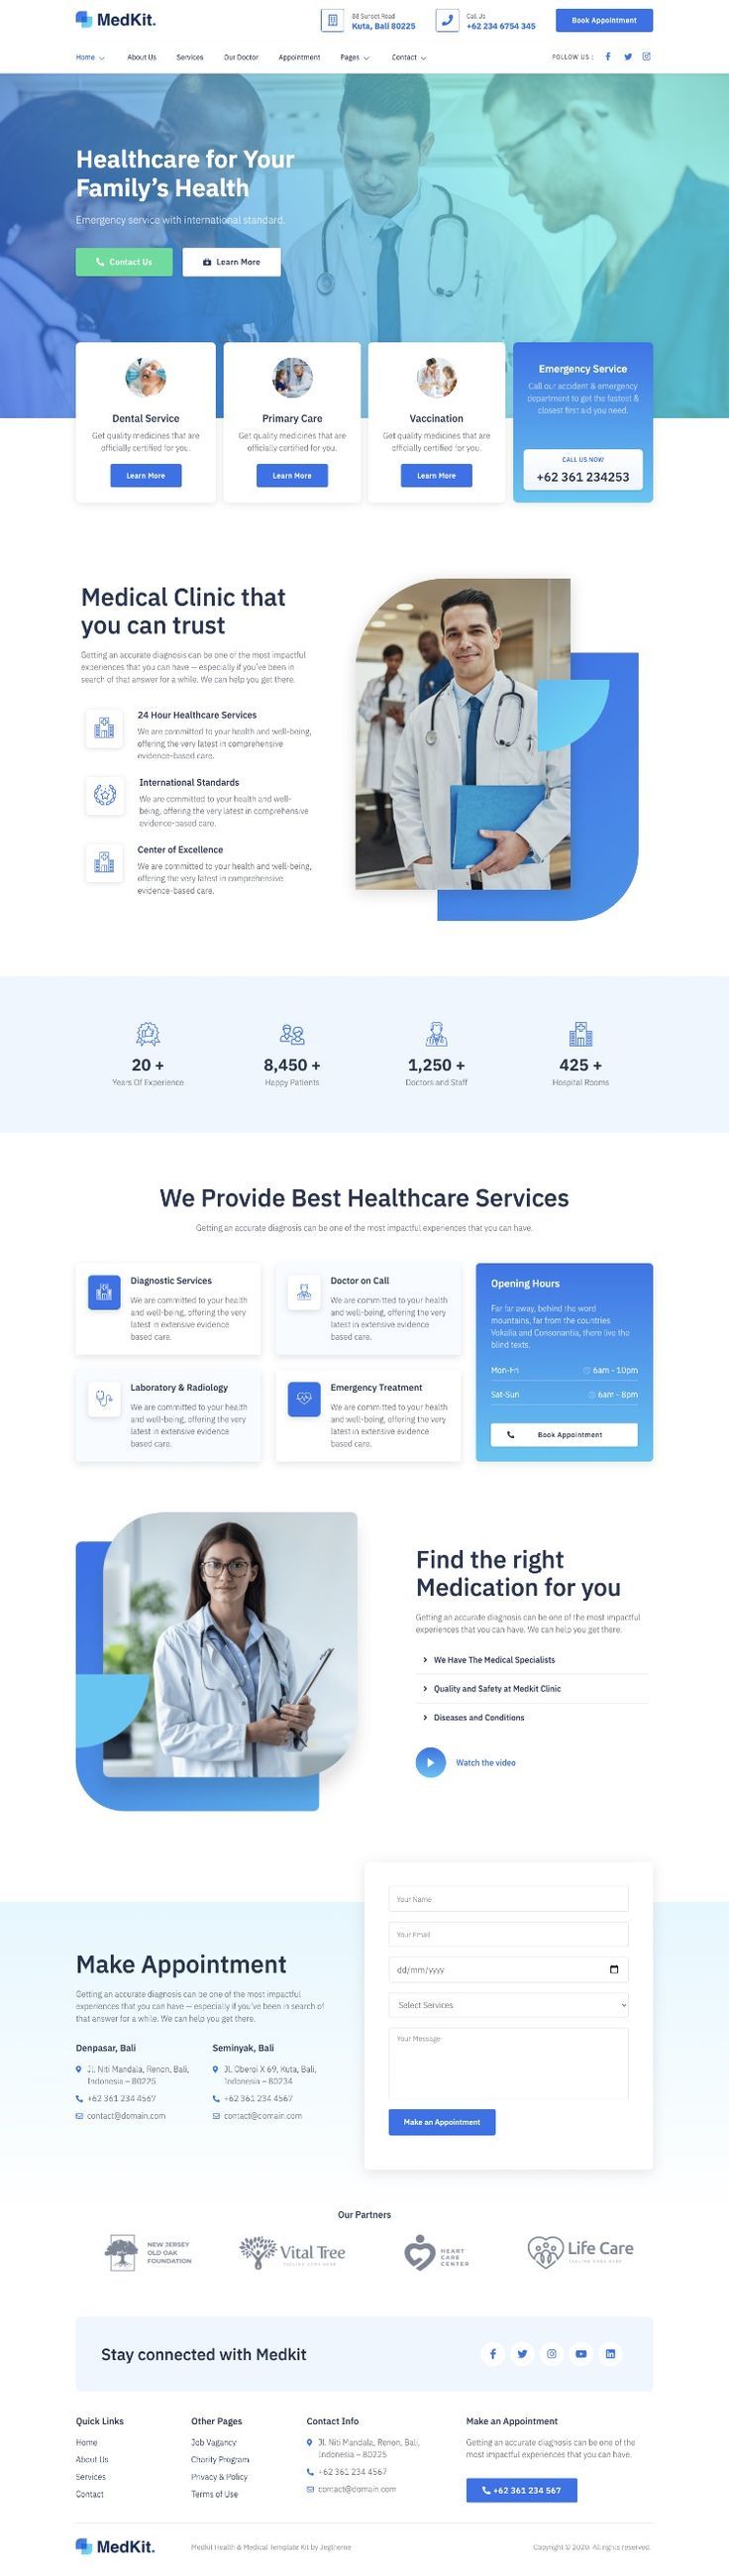 MedKit.
88 Sunset Road
Kuta, Bali 80225
Call Us
+62 234 6754 345
Book Appointment
Home
About Us
Services
Our Doctor
Appointment
Pages
Contact
FOLLOW US :
Healthcare for Your
Family's Health
Emergency service with international standard.
Contact Us
Learn More
Dental Service
Get quality medicines that are
officially certified for you.
Learn More
Primary Care
Get quality medicines that are
officially certified for you.
Learn More
Vaccination
Get quality medicines that are
officially certified for you.
Learn More
Emergency Service
Call our accident & emergency
department to get the fastest &
closest first aid you need.
CALL US NOW!
+62 361 234253
Medical Clinic that
you can trust
Getting an accurate diagnosis can be one of the most impactful
experiences that you can have – especially if you've been in
search of that answer for a while. We can help you get there.
24 Hour Healthcare Services
We are committed to your health and well-being,
offering the very latest in comprehensive
evidence-based care.
International Standards
We are committed to your health and well-
being, offering the very latest in comprehensive
evidence-based care.
Center of Excellence
We are committed to your health and well-being,
offering the very latest in comprehensive
evidence-based care.
20 +
Years Of Experience
8,450 +
Happy Patients
1,250 +
Doctors and Staff
425 +
Hospital Rooms
We Provide Best Healthcare Services
Getting an accurate diagnosis can be one of the most impactful experiences that you can have.
Diagnostic Services
We are committed to your health
and well-being, offering the very
latest in extensive evidence
based care.
Doctor on Call
We are committed to your health
and well-being, offering the very
latest in extensive evidence
based care.
Laboratory & Radiology
We are committed to your health
and well-being, offering the very
latest in extensive evidence
based care.
Emergency Treatment
We are committed to your health
and well-being, offering the very
latest in extensive evidence
based care.
Opening Hours
Far far away, behind the word
mountains, far from the countries
Vokalia and Consonantia, there live the
blind texts.
Mon-Fri
6am - 10pm
Sat-Sun
6am - 8pm
Book Appointment
Find the right
Medication for you
Getting an accurate diagnosis can be one of the most impactful
experiences that you can have. We can help you get there.
We Have The Medical Specialists
Quality and Safety at Medkit Clinic
Diseases and Conditions
Watch the video
Make Appointment
Getting an accurate diagnosis can be one of the most impactful
experiences that you can have – especially if you've been in search of
that answer for a while. We can help you get there.
Denpasar, Bali
Jl. Niti Mandala, Renon, Bali,
Indonesia – 80225
+62 361 234 4567
contact@domain.com
Seminyak, Bali
Jl. Oberoi X 69, Kuta, Bali,
Indonesia – 80234
+62 361 234 4567
contact@domain.com
Your Name
Your Email
dd/mm/yyyy
Select Services
Your Message
Make an Appointment
Our Partners
NEW JERSEY
OLD OAK
FOUNDATION
Vital Tree
HEART
CARE
CENTER
Life Care
Stay connected with Medkit
Quick Links
Home
About Us
Services
Contact
Other Pages
Job Vagancy
Charity Program
Privacy & Policy
Terms of Use
Contact Info
Jl. Niti Mandala, Renon, Bali,
Indonesia – 80225
+62 361 234 4567
contact@domain.com
Make an Appointment
Getting an accurate diagnosis can be one of the
most impactful experiences that you can have.
+62 361 234 567
MedKit.
Medkit Health & Medical Template Kit by Jegtheme
Copyright © 2020. All rights reserved.